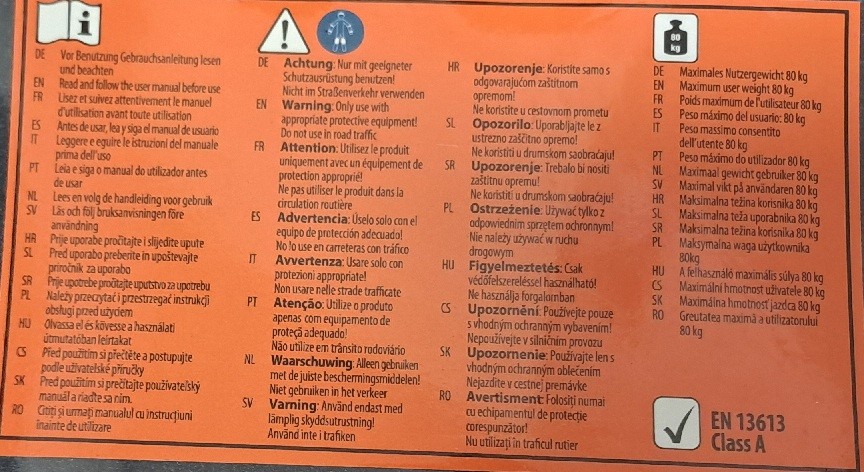 i
DE Vor Benutzung Gebrauchsanleitung lesen
und beachten
EN Read and follow the user manual before use
FR Lisez et suivez attentivement le manuel
d'utilisation avant toute utilisation
ES Antes de usar, lea y siga el manual de usuario
IT Leggere e eguire le istruzioni del manuale
prima dell'uso
PT Leia e siga o manual do utilizador antes
de usar
NL Lees en volg de handleiding voor gebruik
SV Läs och följ bruksanvisningen före
användning
HR Prije uporabe pročitajte i slijedite upute
SL Pred uporabo preberite in upoštevajte
priročnik za uporabo
SR Prije upotrebe pročitajte uputstvo za upotrebu
PL Należy przeczytać i przestrzegać instrukcji
obsługi przed użyciem
HU Olvassa el és kövesse a használati
útmutatóban leírtakat
CS Před použitím si přečtěte a postupujte
podle uživatelské příručky
SK Pred použitím si prečítajte používateľský
manuál a riaďte sa ním.
RO Citiți și urmați manualul cu instrucțiuni
înainte de utilizare
DE Achtung: Nur mit geeigneter
Schutzausrüstung benutzen!
Nicht im Straßenverkehr verwenden
EN Warning: Only use with
appropriate protective equipment!
Do not use in road traffic
FR Attention: Utilisez le produit
uniquement avec un équipement de
protection approprié!
Ne pas utiliser le produit dans la
circulation routière
ES Advertencia: Úselo solo con el
equipo de protección adecuado!
No lo use en carreteras con tráfico
IT Avvertenza: Usare solo con
protezioni appropriate!
Non usare nelle strade trafficate
PT Atenção: Utilize o produto
apenas com equipamento de
proteçã adequado!
Não utilize em trânsito rodoviário
NL Waarschuwing: Alleen gebruiken
met de juiste beschermingsmiddelen!
Niet gebruiken in het verkeer
SV Varning: Använd endast med
lämplig skyddsutrustning!
Använd inte i trafiken
HR Upozorenje: Koristite samo s
odgovarajućom zaštitnom
opremom!
Ne koristite u cestovnom prometu
SL Opozorilo: Uporabljajte le z
ustrezno zaščitno opremo!
Ne koristiti u drumskom saobraćaju!
SR Upozorenje: Trebalo bi nositi
zaštitnu opremu!
Ne koristiti u drumskom saobraćaju!
PL Ostrzeżenie: Używać tylko z
odpowiednim sprzętem ochronnym!
Nie należy używać w ruchu
drogowym
HU Figyelmeztetés: Csak
védőfelszereléssel használható!
Ne használja forgalomban
CS Upozornění: Používejte pouze
s vhodným ochranným vybavením!
Nepoužívejte v silničním provozu
SK Upozornenie: Používajte len s
vhodným ochranným oblečením
Nejazdite v cestnej premávke
RO Avertisment: Folosiți numai
cu echipamentul de protecție
corespunzător!
Nu utilizați în traficul rutier
80
kg
DE Maximales Nutzergewicht 80 kg
EN Maximum user weight 80 kg
FR Poids maximum de l'utilisateur 80 kg
ES Peso máximo del usuario: 80 kg
IT Peso massimo consentito
dell'utente 80 kg
PT Peso máximo do utilizador 80 kg
NL Maximaal gewicht gebruiker 80 kg
SV Maximal vikt på användaren 80 kg
HR Maksimalna težina korisnika 80 kg
SL Maksimalna teža uporabnika 80 kg
SR Maksimalna težina korisnika 80 kg
PL Maksymalna waga użytkownika
80kg
HU A felhasználó maximális súlya 80 kg
CS Maximální hmotnost uživatele 80 kg
SK Maximálna hmotnosť jazdca 80 kg
RO Greutatea maximă a utilizatorului
80 kg
EN 13613
Class A